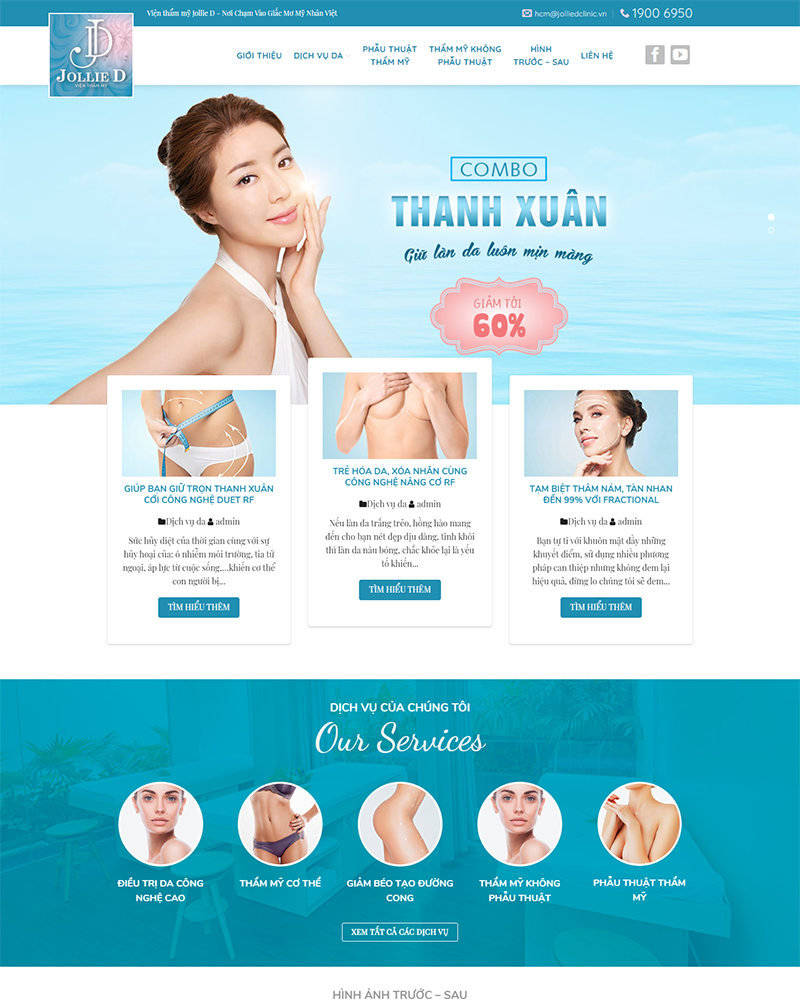 Viện thẩm mỹ Jollie D - Nơi Chạm Vào Giấc Mơ Mỹ Nhân Việt
hcm@jolliedclinic.vn
1900 6950
JD
JOLLIE D
VIỆN THẨM MỸ
GIỚI THIỆU
DỊCH VỤ DA
PHẪU THUẬT
THẨM MỸ
THẨM MỸ KHÔNG
PHẪU THUẬT
HÌNH
TRƯỚC – SAU
LIÊN HỆ
COMBO
THANH XUÂN
Giữ làn da luôn mịn màng
GIẢM TỚI
60%
GIÚP BẠN GIỮ TRỌN THANH XUÂN
CỚI CÔNG NGHỆ DUET RF
Dịch vụ da admin
Sức hủy diệt của thời gian cùng với sự
hủy hoại của: ô nhiễm môi trường, tia tử
ngoại, áp lực từ cuộc sống,...khiến cơ thể
con người bị...
TÌM HIỂU THÊM
TRẺ HÓA DA, XÓA NHĂN CÙNG
CÔNG NGHỆ NÂNG CƠ RF
Dịch vụ da admin
Nếu làn da trắng trẻo, hồng hào mang
đến cho bạn nét đẹp dịu dàng, tinh khôi
thì làn da nâu bóng, chắc khỏe lại là yếu
tố khiến...
TÌM HIỂU THÊM
TẠM BIỆT THÂM NÁM, TÀN NHAN
ĐẾN 99% VỚI FRACTIONAL
Dịch vụ da admin
Bạn tự ti với khuôn mặt đầy những
khuyết điểm, sử dụng nhiều phương
pháp can thiệp nhưng không đem lại
hiệu quả, đừng lo chúng tôi sẽ đem...
TÌM HIỂU THÊM
DỊCH VỤ CỦA CHÚNG TÔI
Our Services
ĐIỀU TRỊ DA CÔNG
NGHỆ CAO
THẨM MỸ CƠ THỂ
GIẢM BÉO TẠO ĐƯỜNG
CONG
THẨM MỸ KHÔNG
PHẪU THUẬT
PHẪU THUẬT THẨM
MỸ
XEM TẤT CẢ CÁC DỊCH VỤ
HÌNH ẢNH TRƯỚC – SAU